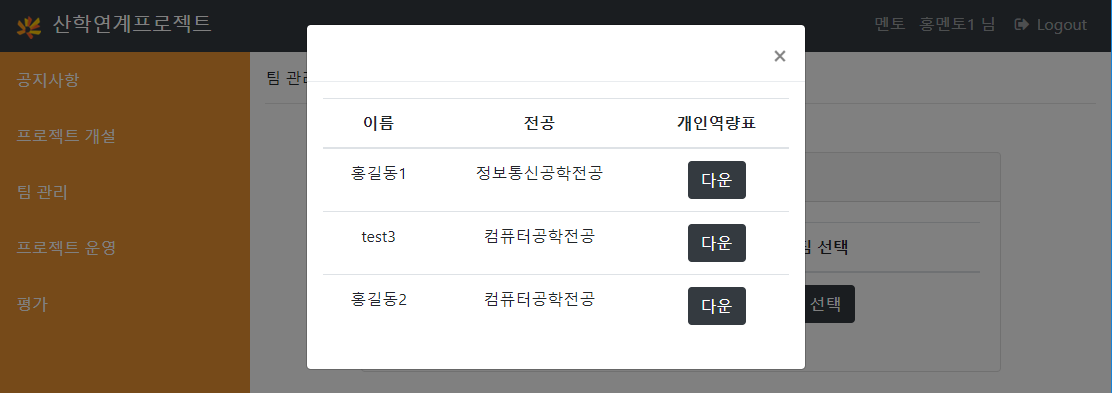 산학연계프로젝트
멘토 홍멘토1 님 Logout
공지사항
프로젝트 개설
팀 관리
프로젝트 운영
평가
팀 관리
×
이름 전공 개인역량표
홍길동1 정보통신공학전공 다운
test3 컴퓨터공학전공 다운
홍길동2 컴퓨터공학전공 다운
팀 선택
선택